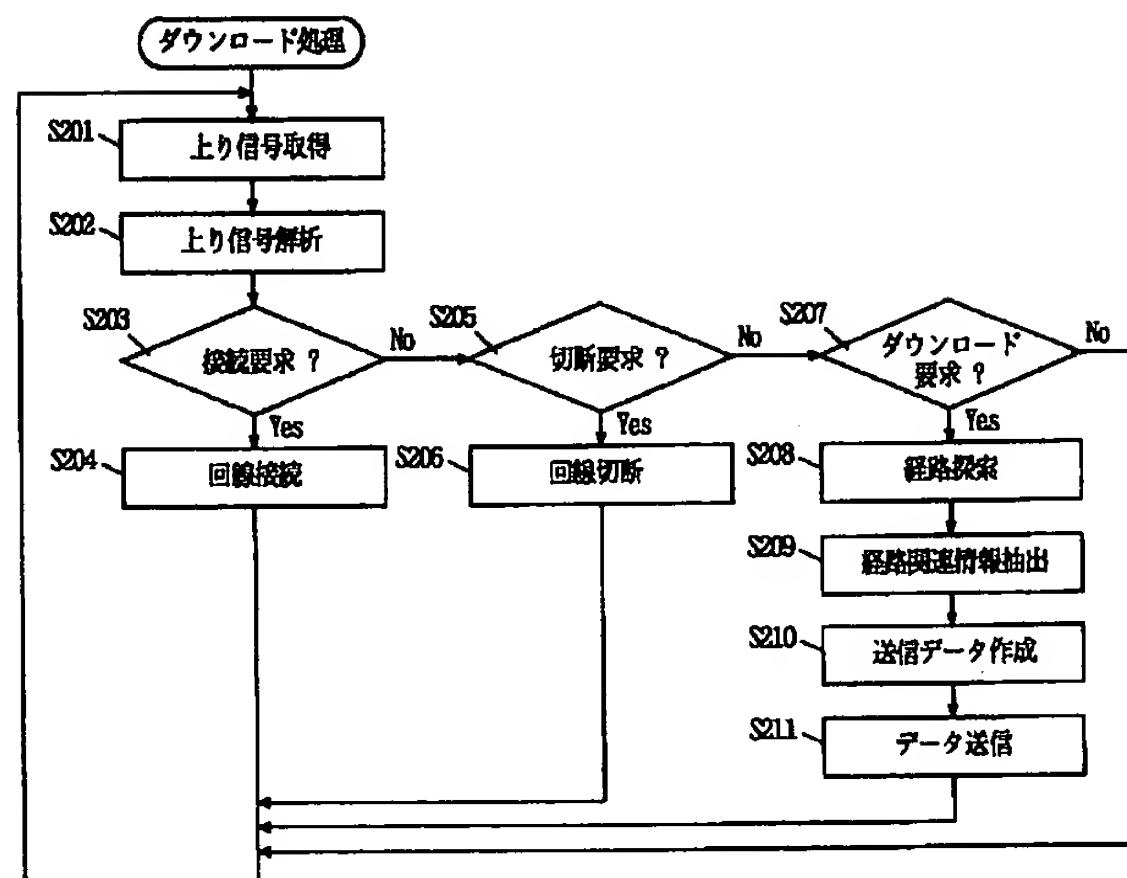 ダウンロード処理
S201
上り信号取得
S202
上り信号解析
S203
接続要求 ?
No
Yes
S204
回線接続
S205
切断要求 ?
No
Yes
S206
回線切断
S207
ダウンロード
要求 ?
No
Yes
S208
経路探索
S209
経路関連情報抽出
S210
送信データ作成
S211
データ送信